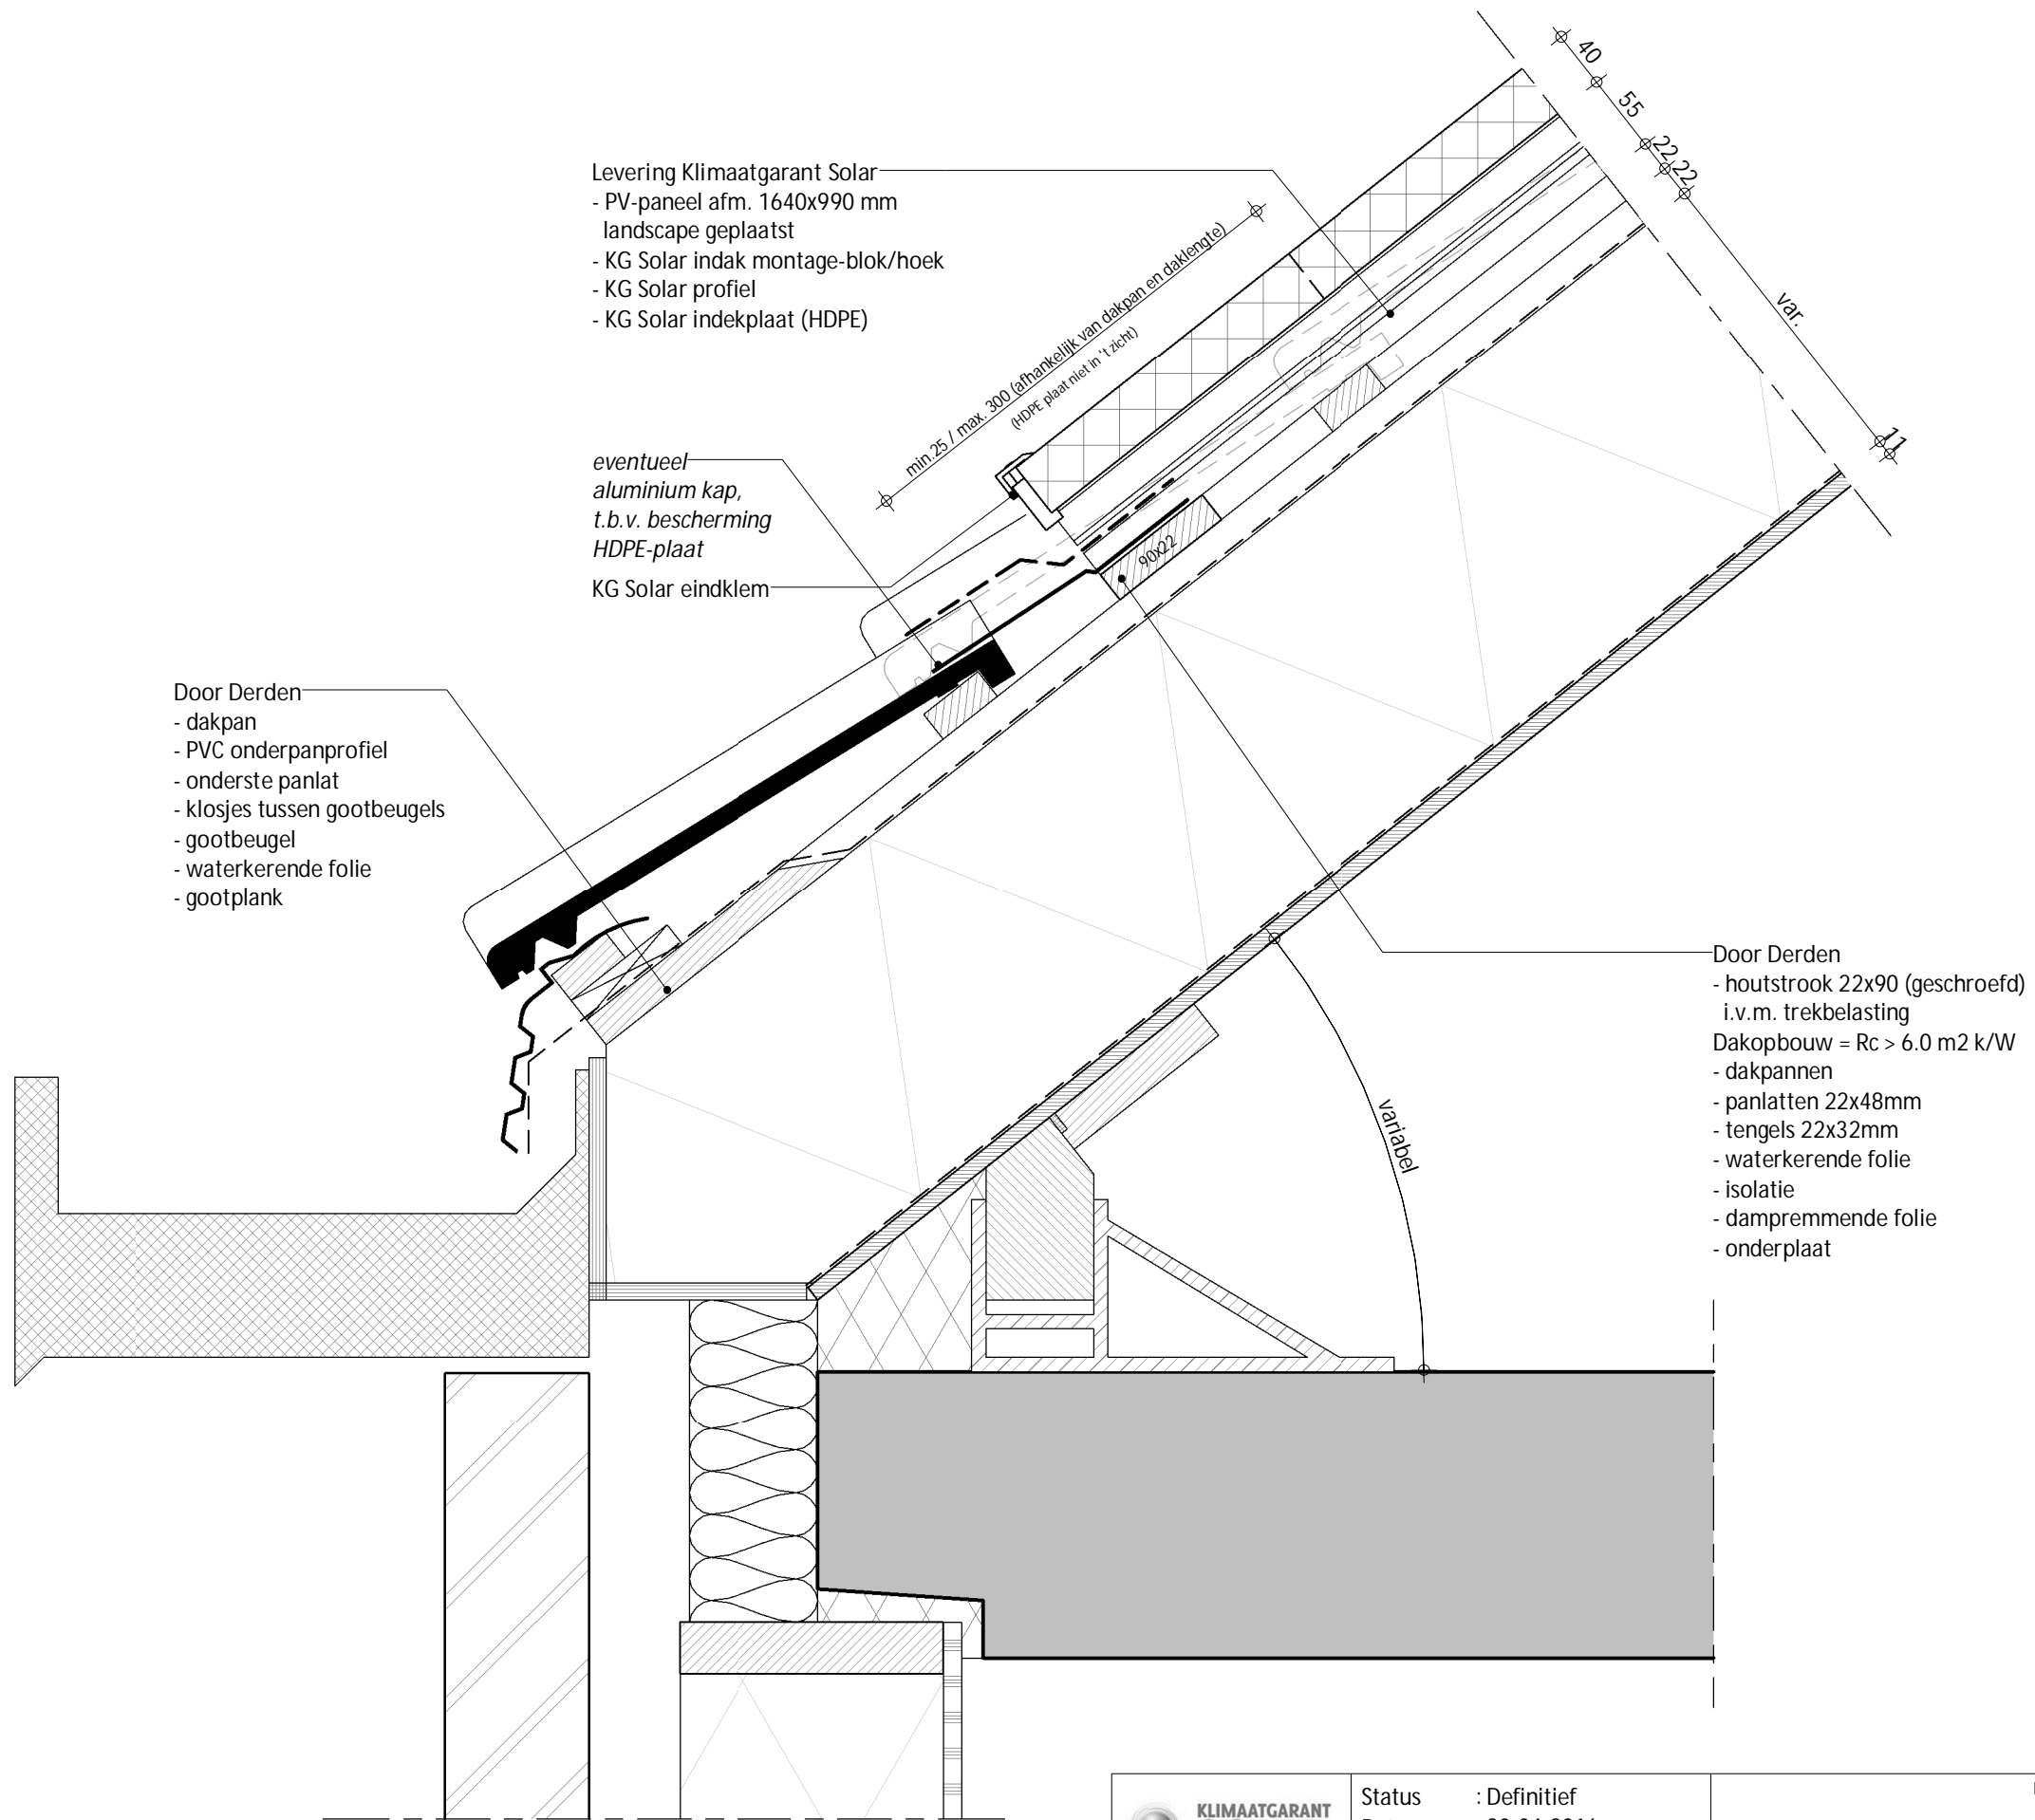 40
55
22
22
var.
11
Levering Klimaatgarant Solar
- PV-paneel afm. 1640x990 mm
landscape geplaatst
- KG Solar indak montage-blok/hoek
- KG Solar profiel
- KG Solar indekplaat (HDPE)
min.25 / max. 300 (afhankelijk van dakpan en daklengte)
(HDPE plaat niet in 't zicht)
eventueel
aluminium kap,
t.b.v. bescherming
HDPE-plaat
KG Solar eindklem
90x22
Door Derden
- dakpan
- PVC onderpanprofiel
- onderste panlat
- klosjes tussen gootbeugels
- gootbeugel
- waterkerende folie
- gootplank
Door Derden
- houtstrook 22x90 (geschroefd)
i.v.m. trekbelasting
Dakopbouw = Rc > 6.0 m2 k/W
- dakpannen
- panlatten 22x48mm
- tengels 22x32mm
- waterkerende folie
- isolatie
- dampremmende folie
- onderplaat
variabel
KLIMAATGARANT
Status : Definitief